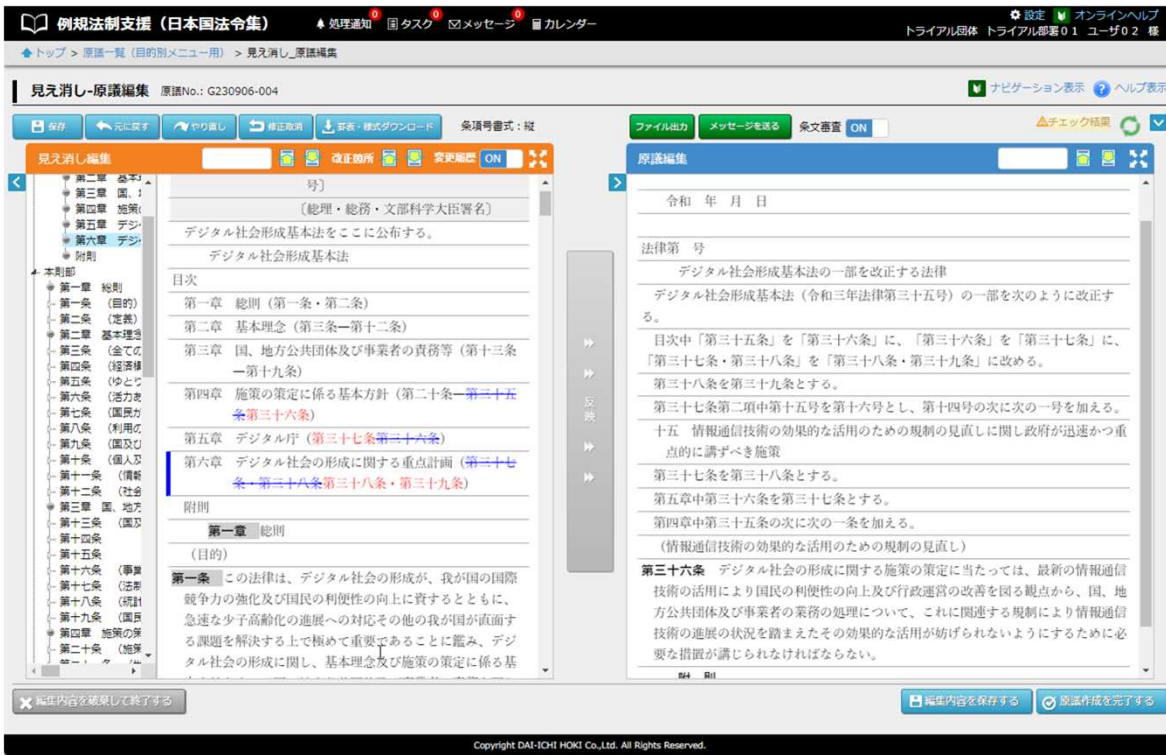 例規法制支援（日本国法令集）
処理通知 0 タスク 0 メッセージ 0 カレンダー
設定 オンラインヘルプ
トライアル団体 トライアル部署０１ ユーザ０２ 様
トップ > 原議一覧（目的別メニュー用） > 見え消し_原議編集
見え消し-原議編集 原議No.: G230906-004
ナビゲーション表示 ヘルプ表示
保存 元に戻す やり直し 修正取消 罫表・様式ダウンロード 条項号書式：縦
ファイル出力 メッセージを送る 条文審査 ON
チェック結果
見え消し編集 改正箇所 変更履歴 ON
第二章 基本
第三章 国、
第四章 施策
第五章 デジ
第六章 デジ
附則
本則部
第一章 総則
第一条 （目的）
第二条 （定義）
第二章 基本理念
第三条 （全ての
第四条 （経済構
第五条 （ゆとり
第六条 （活力あ
第七条 （国民が
第八条 （利用の
第九条 （国及び
第十条 （個人及
第十一条 （情報
第十二条 （社会
第三章 国、地方
第十三条 （国及
第十四条
第十五条
第十六条 （事業
第十七条 （法制
第十八条 （統計
第十九条 （国民
第四章 施策の策
第二十条 （施策
号〕
〔総理・総務・文部科学大臣署名〕
デジタル社会形成基本法をここに公布する。
デジタル社会形成基本法
目次
第一章 総則（第一条・第二条）
第二章 基本理念（第三条―第十二条）
第三章 国、地方公共団体及び事業者の責務等（第十三条
―第十九条）
第四章 施策の策定に係る基本方針（第二十条―第三十五
条第三十六条）
第五章 デジタル庁（第三十七条第三十六条）
第六章 デジタル社会の形成に関する重点計画（第三十七
条・第三十八条第三十八条・第三十九条）
附則
第一章 総則
（目的）
第一条 この法律は、デジタル社会の形成が、我が国の国際
競争力の強化及び国民の利便性の向上に資するとともに、
急速な少子高齢化の進展への対応その他の我が国が直面す
る課題を解決する上で極めて重要であることに鑑み、デジ
タル社会の形成に関し、基本理念及び施策の策定に係る基
反映
原議編集
令和 年 月 日
法律第 号
デジタル社会形成基本法の一部を改正する法律
デジタル社会形成基本法（令和三年法律第三十五号）の一部を次のように改正す
る。
目次中「第三十五条」を「第三十六条」に、「第三十六条」を「第三十七条」に、
「第三十七条・第三十八条」を「第三十八条・第三十九条」に改める。
第三十八条を第三十九条とする。
第三十七条第二項中第十五号を第十六号とし、第十四号の次に次の一号を加える。
十五 情報通信技術の効果的な活用のための規制の見直しに関し政府が迅速かつ重
点的に講ずべき施策
第三十七条を第三十八条とする。
第五章中第三十六条を第三十七条とする。
第四章中第三十五条の次に次の一条を加える。
（情報通信技術の効果的な活用のための規制の見直し）
第三十六条 デジタル社会の形成に関する施策の策定に当たっては、最新の情報通信
技術の活用により国民の利便性の向上及び行政運営の改善を図る観点から、国、地
方公共団体及び事業者の業務の処理について、これに関連する規制により情報通信
技術の進展の状況を踏まえたその効果的な活用が妨げられないようにするために必
要な措置が講じられなければならない。
附 則
編集内容を破棄して終了する
編集内容を保存する 原議作成を完了する
Copyright DAI-ICHI HOKI Co.,Ltd. All Rights Reserved.